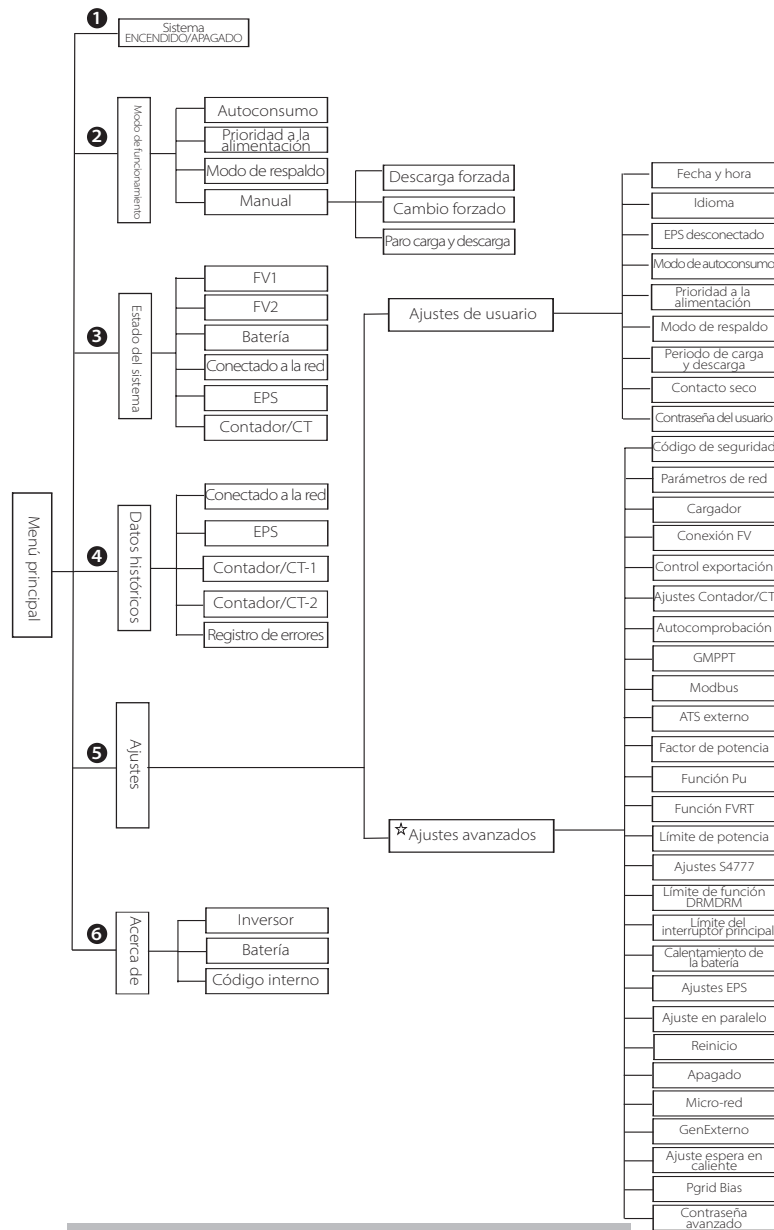 Menú principal
❶
Sistema
ENCENDIDO/APAGADO
❷
Modo de funcionamiento
Autoconsumo
Prioridad a la
alimentación
Modo de respaldo
Manual
Descarga forzada
Cambio forzado
Paro carga y descarga
❸
Estado del sistema
FV1
FV2
Batería
Conectado a la red
EPS
Contador/CT
❹
Datos históricos
Conectado a la red
EPS
Contador/CT-1
Contador/CT-2
Registro de errores
❺
Ajustes
Ajustes de usuario
Fecha y hora
Idioma
EPS desconectado
Modo de autoconsumo
Prioridad a la
alimentación
Modo de respaldo
Periodo de carga
y descarga
Contacto seco
Contraseña del usuario
☆Ajustes avanzados
Código de seguridad
Parámetros de red
Cargador
Conexión FV
Control exportación
Ajustes Contador/CT
Autocomprobación
GMPPT
Modbus
ATS externo
Factor de potencia
Función Pu
Función FVRT
Límite de potencia
Ajustes S4777
Límite de función
DRMDRM
Límite del
interruptor principal
Calentamiento de
la batería
Ajustes EPS
Ajuste en paralelo
Reinicio
Apagado
Micro-red
GenExterno
Ajuste espera en
caliente
Pgrid Bias
Contraseña
avanzado
❻
Acerca de
Inversor
Batería
Código interno